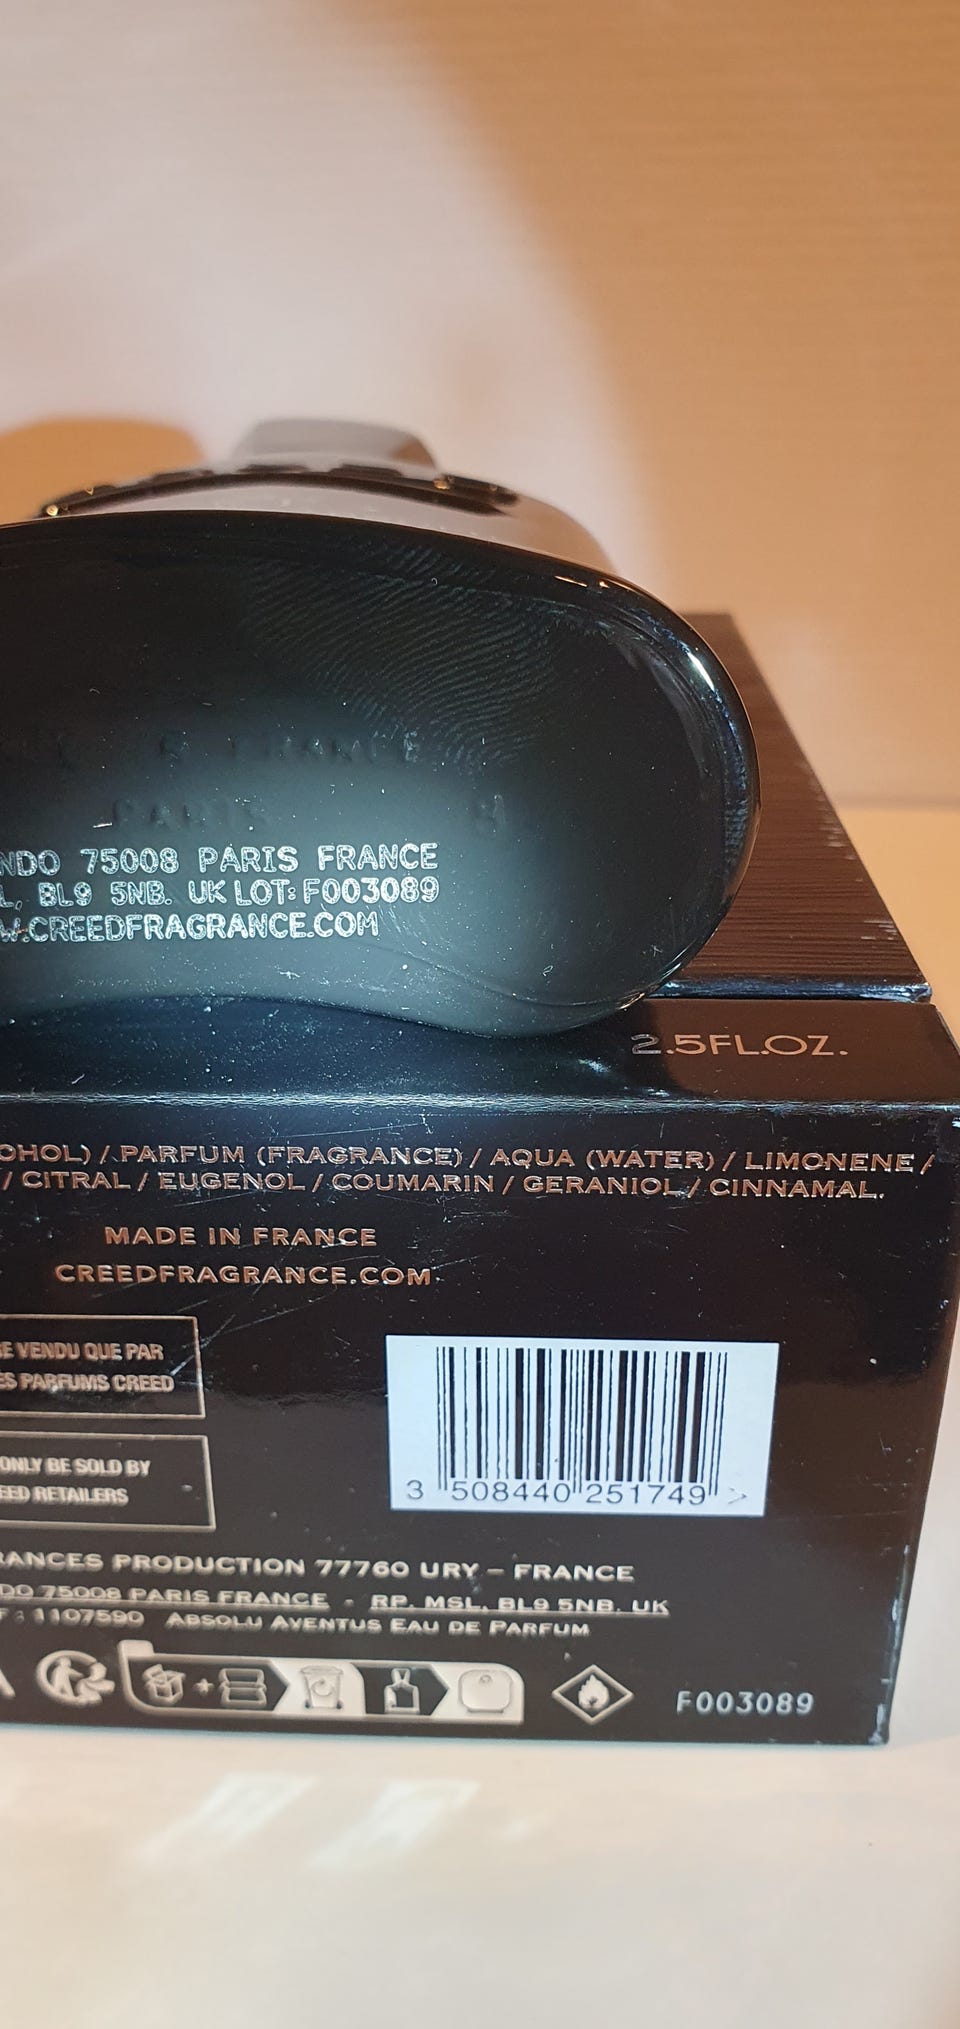 FRANCE
PARIS
NDO 75008 PARIS FRANCE
L, BL9 5NB. UK LOT: F003089
W.CREEDFRAGRANCE.COM
2.5FL.OZ.
OHOL) / PARFUM (FRAGRANCE) / AQUA (WATER) / LIMONENE /
/ CITRAL / EUGENOL / COUMARIN / GERANIOL / CINNAMAL.
MADE IN FRANCE
CREEDFRAGRANCE.COM
SE VENDU QUE PAR
ES PARFUMS CREED
ONLY BE SOLD BY
EED RETAILERS
3 508440 251749 >
RANCES PRODUCTION 77760 URY – FRANCE
DO 75008 PARIS FRANCE - RP, MSL, BL9 5NB. UK
F : 1107590 ABSOLU AVENTUS EAU DE PARFUM
F003089